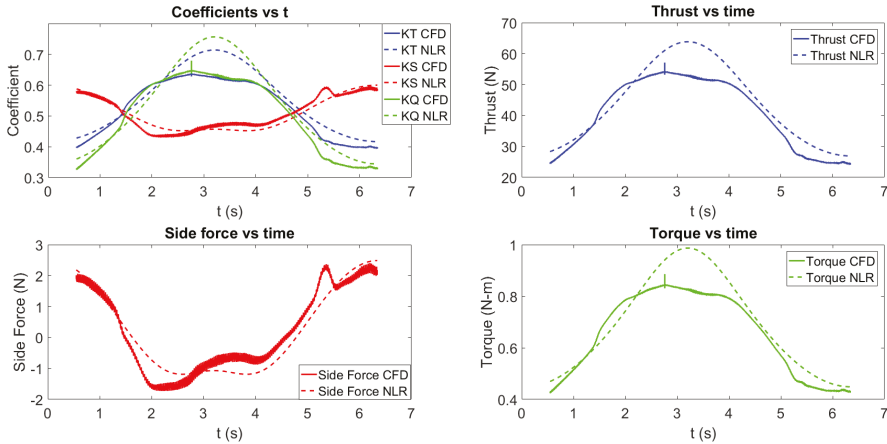 Coefficients vs t
Coefficient
0.7
0.6
0.5
0.4
0.3
0 1 2 3 4 5 6 7
t (s)
KT CFD
KT NLR
KS CFD
KS NLR
KQ CFD
KQ NLR
Thrust vs time
Thrust (N)
70
60
50
40
30
20
0 1 2 3 4 5 6 7
t (s)
Thrust CFD
Thrust NLR
Side force vs time
Side Force (N)
3
2
1
0
-1
-2
0 1 2 3 4 5 6 7
t (s)
Side Force CFD
Side Force NLR
Torque vs time
Torque (N-m)
1
0.8
0.6
0.4
0 1 2 3 4 5 6 7
t (s)
Torque CFD
Torque NLR